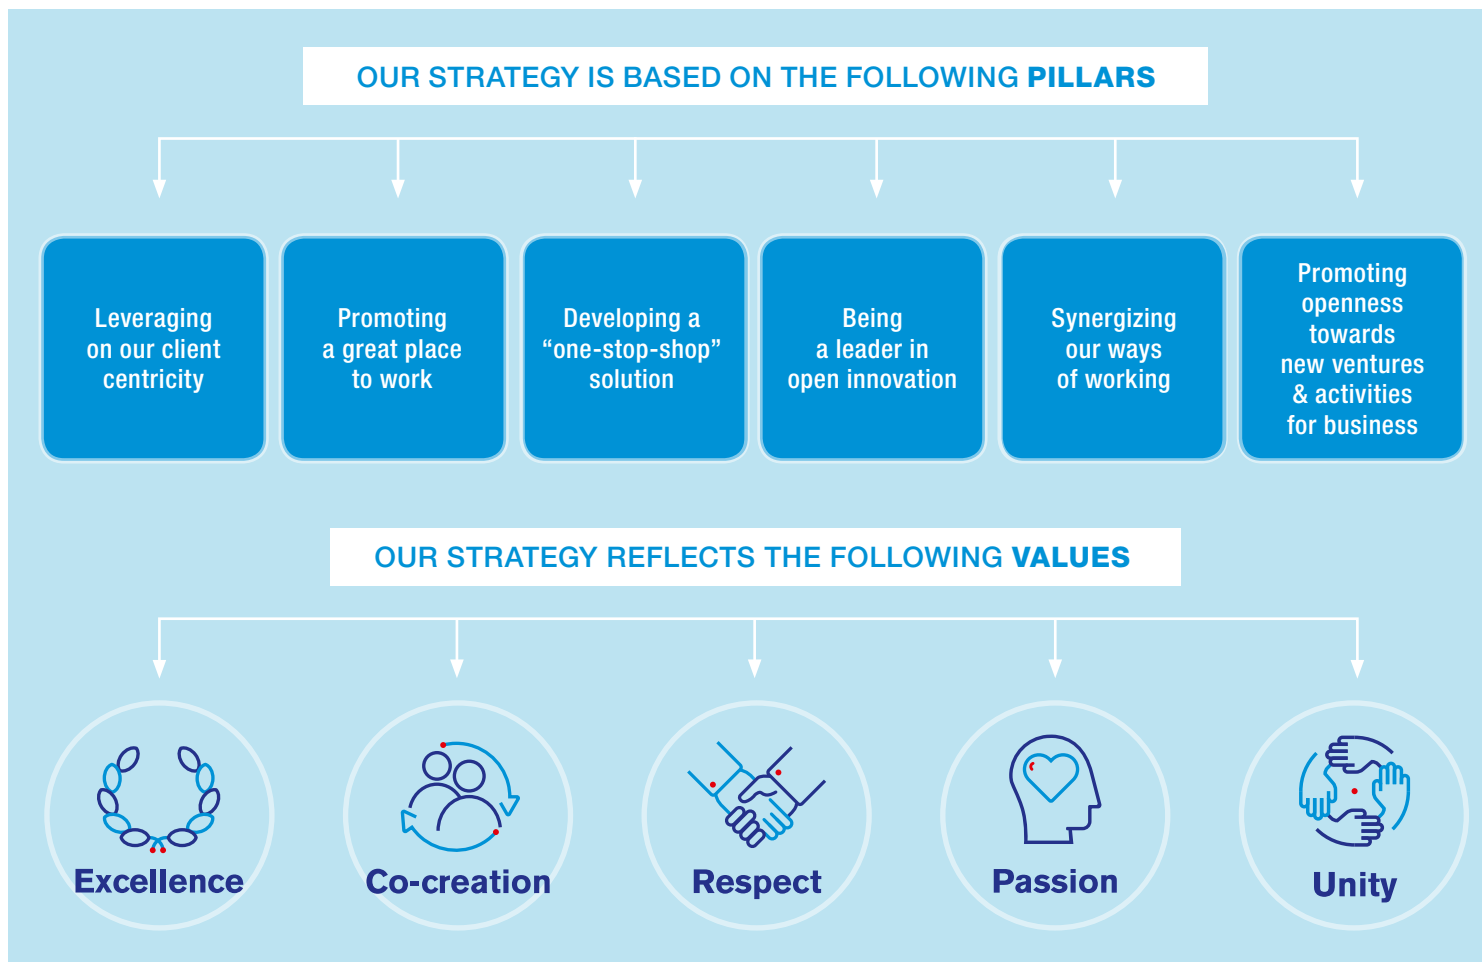 OUR STRATEGY IS BASED ON THE FOLLOWING PILLARS
Leveraging
on our client
centricity
Promoting
a great place
to work
Developing a
“one-stop-shop”
solution
Being
a leader in
open innovation
Synergizing
our ways
of working
Promoting
openness
towards
new ventures
& activities
for business
OUR STRATEGY REFLECTS THE FOLLOWING VALUES
Excellence
Co-creation
Respect
Passion
Unity